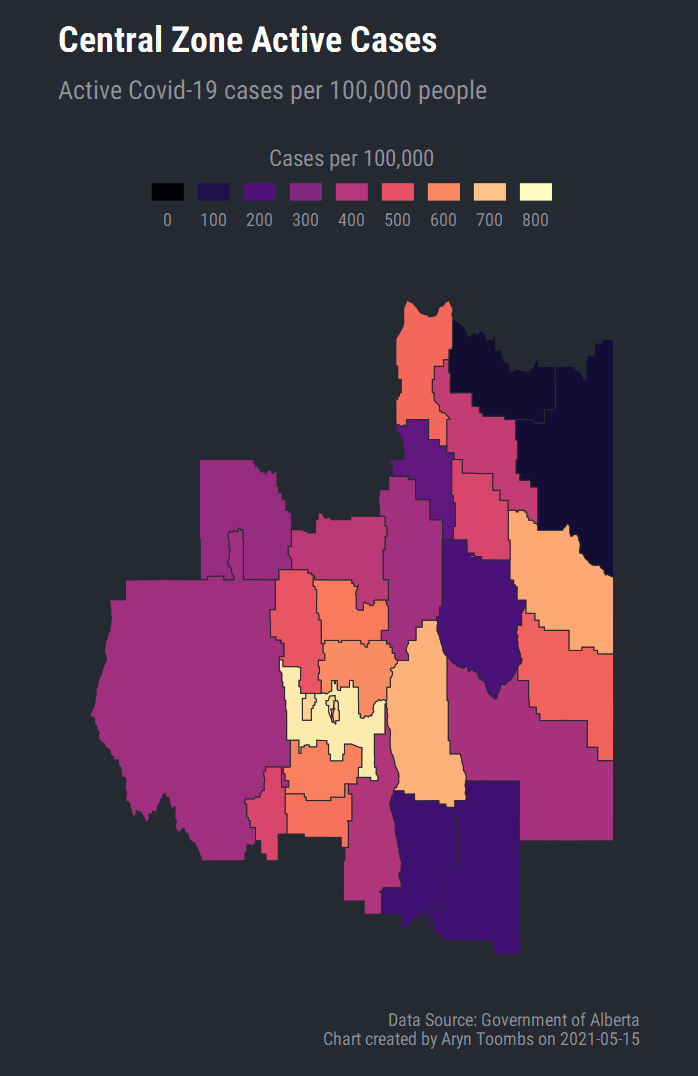 Central Zone Active Cases
Active Covid-19 cases per 100,000 people
Cases per 100,000
0 100 200 300 400 500 600 700 800
Data Source: Government of Alberta
Chart created by Aryn Toombs on 2021-05-15